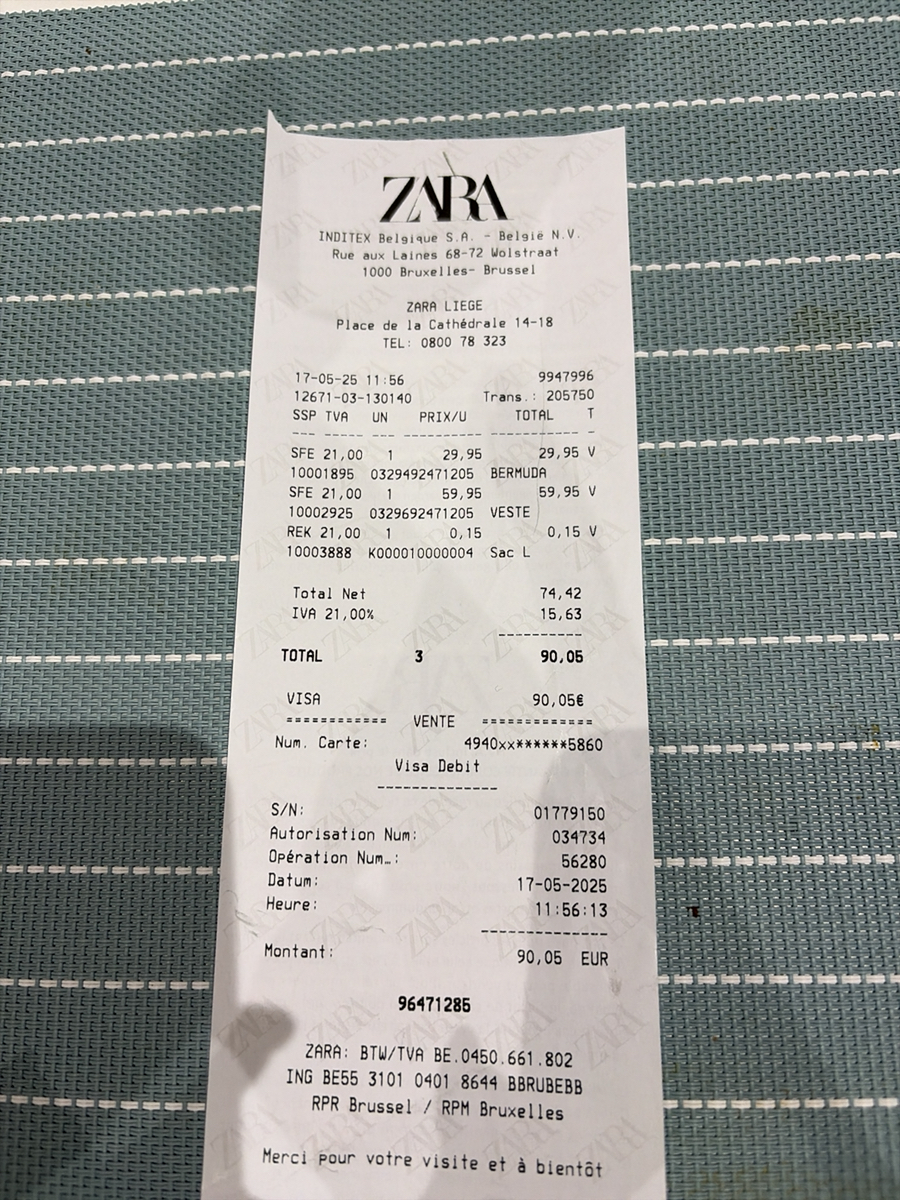 ZARA
INDITEX Belgique S.A. - België N.V.
Rue aux Laines 68-72 Wolstraat
1000 Bruxelles- Brussel
ZARA LIEGE
Place de la Cathédrale 14-18
TEL: 0800 78 323
17-05-25 11:56 9947996
12671-03-130140 Trans.: 205750
SSP TVA UN PRIX/U TOTAL T
--- ----- --- ---------- ----------- -
SFE 21,00 1 29,95 29,95 V
10001895 0329492471205 BERMUDA
SFE 21,00 1 59,95 59,95 V
10002925 0329692471205 VESTE
REK 21,00 1 0,15 0,15 V
10003888 K000010000004 Sac L
Total Net 74,42
IVA 21,00% 15,63
----------
TOTAL 3 90,05
VISA 90,05€
============ VENTE =============
Num. Carte: 4940xx******5860
Visa Debit
--------------
S/N: 01779150
Autorisation Num: 034734
Opération Num…: 56280
Datum: 17-05-2025
Heure: 11:56:13
--------------
Montant: 90,05 EUR
96471285
ZARA: BTW/TVA BE.0450.661.802
ING BE55 3101 0401 8644 BBRUBEBB
RPR Brussel / RPM Bruxelles
Merci pour votre visite et à bientôt